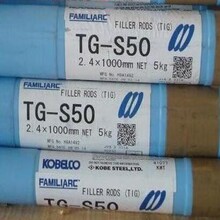 FAMILIARC
FILLER RODS (TIG)
TG-S50
2.4×1000mm NET 5kg
FAMILIARC
FILLER RODS (TIG)
TG-S50
2.4×1000mm NET 5kg
KOBELCO
KOBE STEEL, LTD.
FAMILIARC
FILLER RODS (TIG)
TG-S50